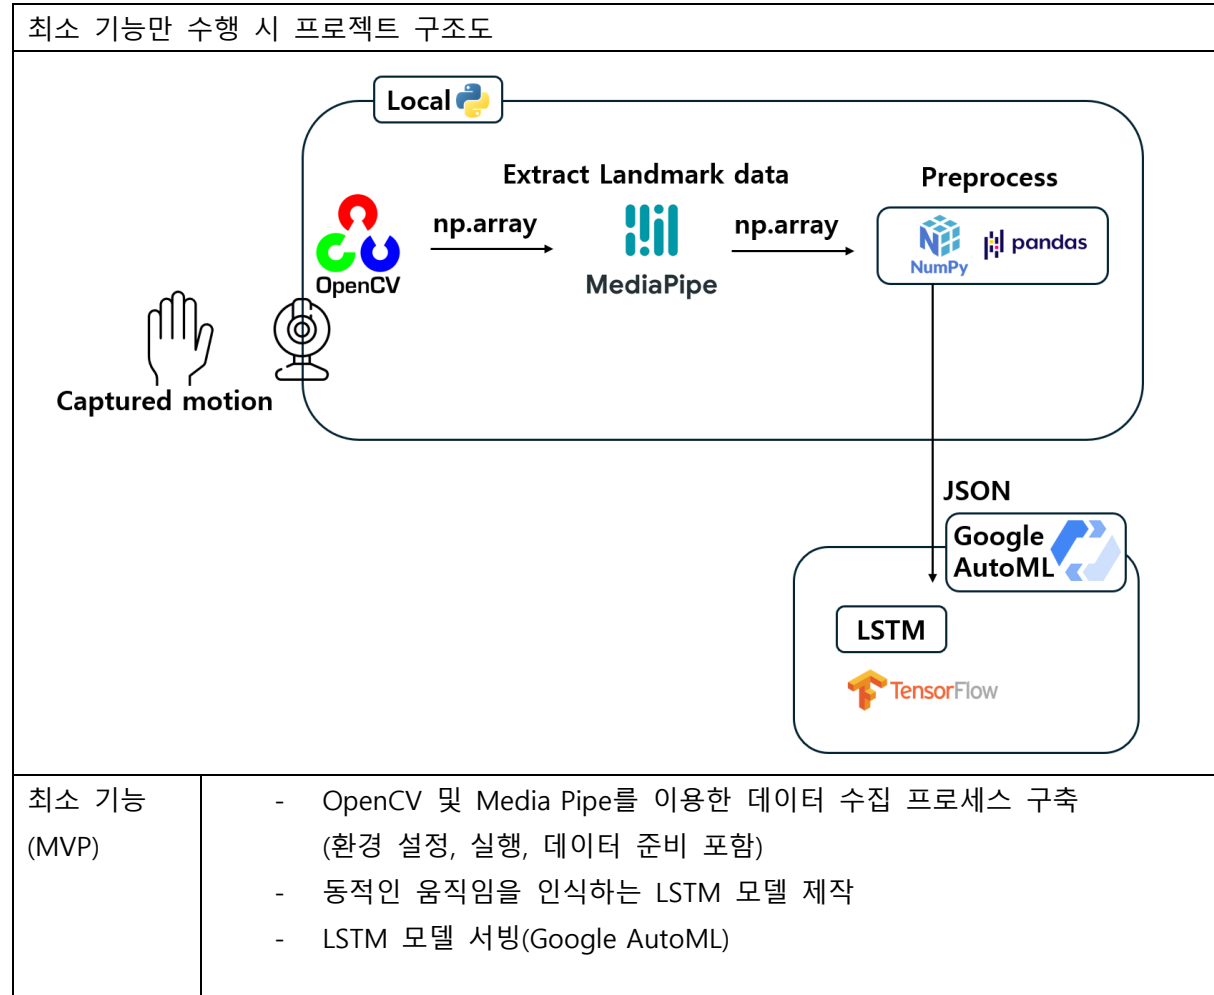 최소 기능만 수행 시 프로젝트 구조도
Local
Extract Landmark data
Preprocess
np.array
np.array
OpenCV
MediaPipe
NumPy
pandas
Captured motion
JSON
Google
AutoML
LSTM
TensorFlow
최소 기능
(MVP)
- OpenCV 및 Media Pipe를 이용한 데이터 수집 프로세스 구축
(환경 설정, 실행, 데이터 준비 포함)
- 동적인 움직임을 인식하는 LSTM 모델 제작
- LSTM 모델 서빙(Google AutoML)